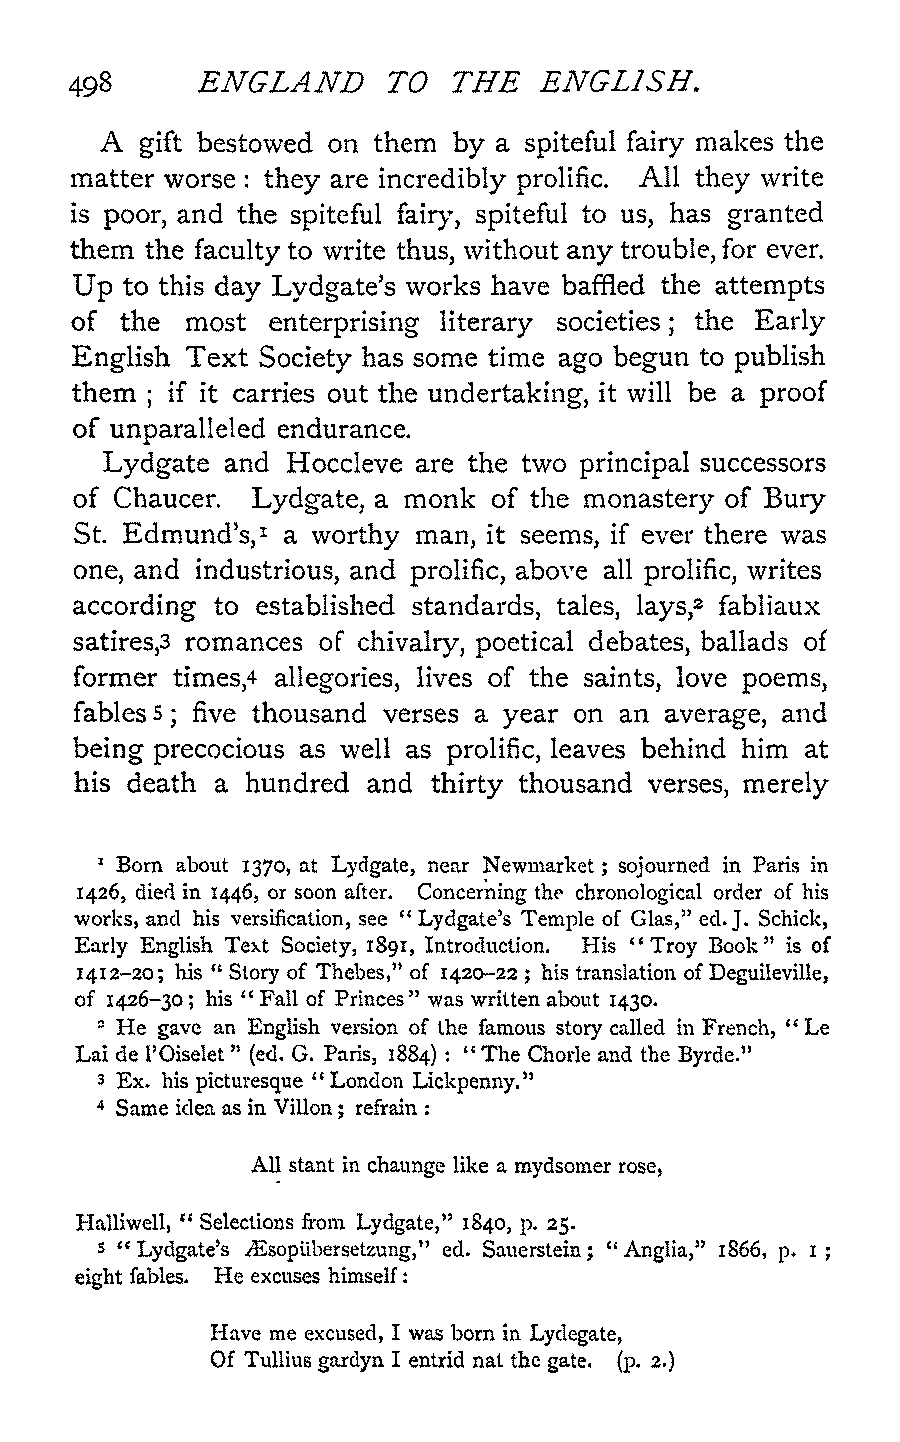 498 ENGLAND TO THE ENGLISH.
A gift bestowed on them by a spiteful fairy makes the
matter worse : they are incredibly prolific. All they write
is poor, and the spiteful fairy, spiteful to us, has granted
them the faculty to write thus, without any trouble, for ever.
Up to this day Lydgate's works have baffled the attempts
of the most enterprising literary societies ; the Early
English Text Society has some time ago begun to publish
them ; if it carries out the undertaking, it will be a proof
of unparalleled endurance.
Lydgate and Hoccleve are the two principal successors
of Chaucer. Lydgate, a monk of the monastery of Bury
St. Edmund's,¹ a worthy man, it seems, if ever there was
one, and industrious, and prolific, above all prolific, writes
according to established standards, tales, lays,² fabliaux
satires,³ romances of chivalry, poetical debates, ballads of
former times,⁴ allegories, lives of the saints, love poems,
fables ⁵ ; five thousand verses a year on an average, and
being precocious as well as prolific, leaves behind him at
his death a hundred and thirty thousand verses, merely
¹ Born about 1370, at Lydgate, near Newmarket ; sojourned in Paris in
1426, died in 1446, or soon after. Concerning the chronological order of his
works, and his versification, see "Lydgate's Temple of Glas," ed. J. Schick,
Early English Text Society, 1891, Introduction. His "Troy Book" is of
1412–20 ; his "Story of Thebes," of 1420–22 ; his translation of Deguileville,
of 1426–30 ; his "Fall of Princes" was written about 1430.
² He gave an English version of the famous story called in French, "Le
Lai de l'Oiselet" (ed. G. Paris, 1884) : "The Chorle and the Byrde."
³ Ex. his picturesque "London Lickpenny."
⁴ Same idea as in Villon ; refrain :
All stant in chaunge like a mydsomer rose,
Halliwell, "Selections from Lydgate," 1840, p. 25.
⁵ "Lydgate's Æsopübersetzung," ed. Sauerstein ; "Anglia," 1866, p. 1 ;
eight fables. He excuses himself :
Have me excused, I was born in Lydegate,
Of Tullius gardyn I entrid nat the gate. (p. 2.)